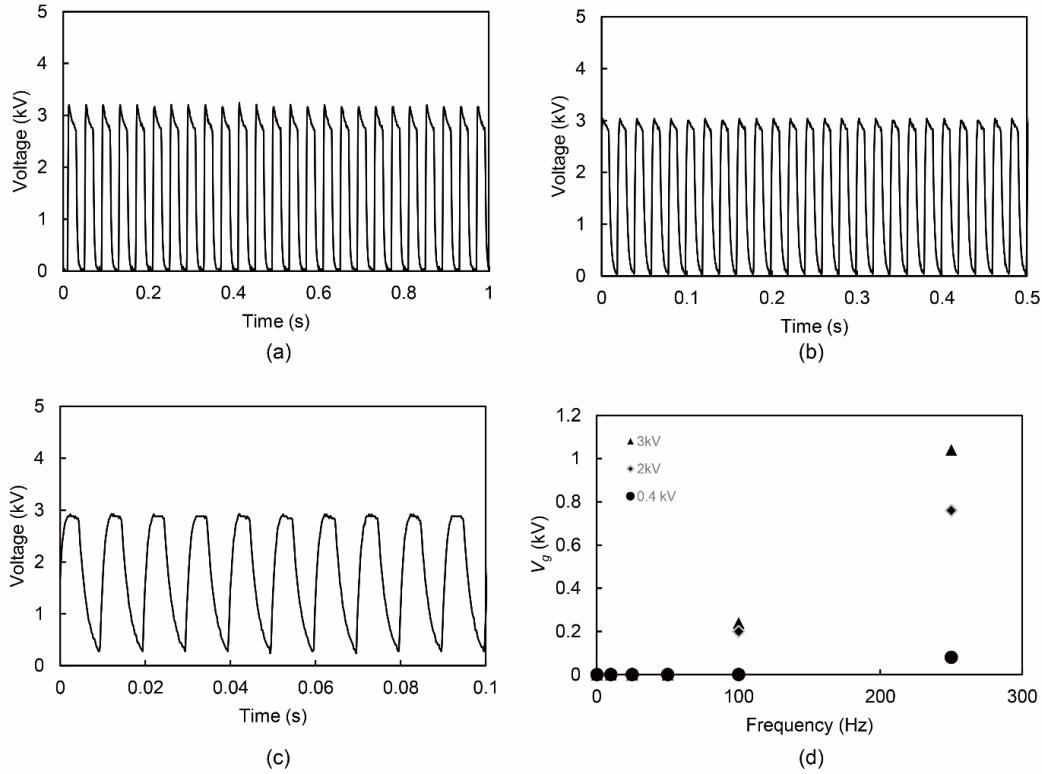 5
4
3
2
1
0
Voltage (kV)
0 0.2 0.4 0.6 0.8 1
Time (s)
(a)
5
4
3
2
1
0
Voltage (kV)
0 0.1 0.2 0.3 0.4 0.5
Time (s)
(b)
5
4
3
2
1
0
Voltage (kV)
0 0.02 0.04 0.06 0.08 0.1
Time (s)
(c)
1.2
1
0.8
0.6
0.4
0.2
0
Vg (kV)
3kV
2kV
0.4 kV
0 100 200 300
Frequency (Hz)
(d)